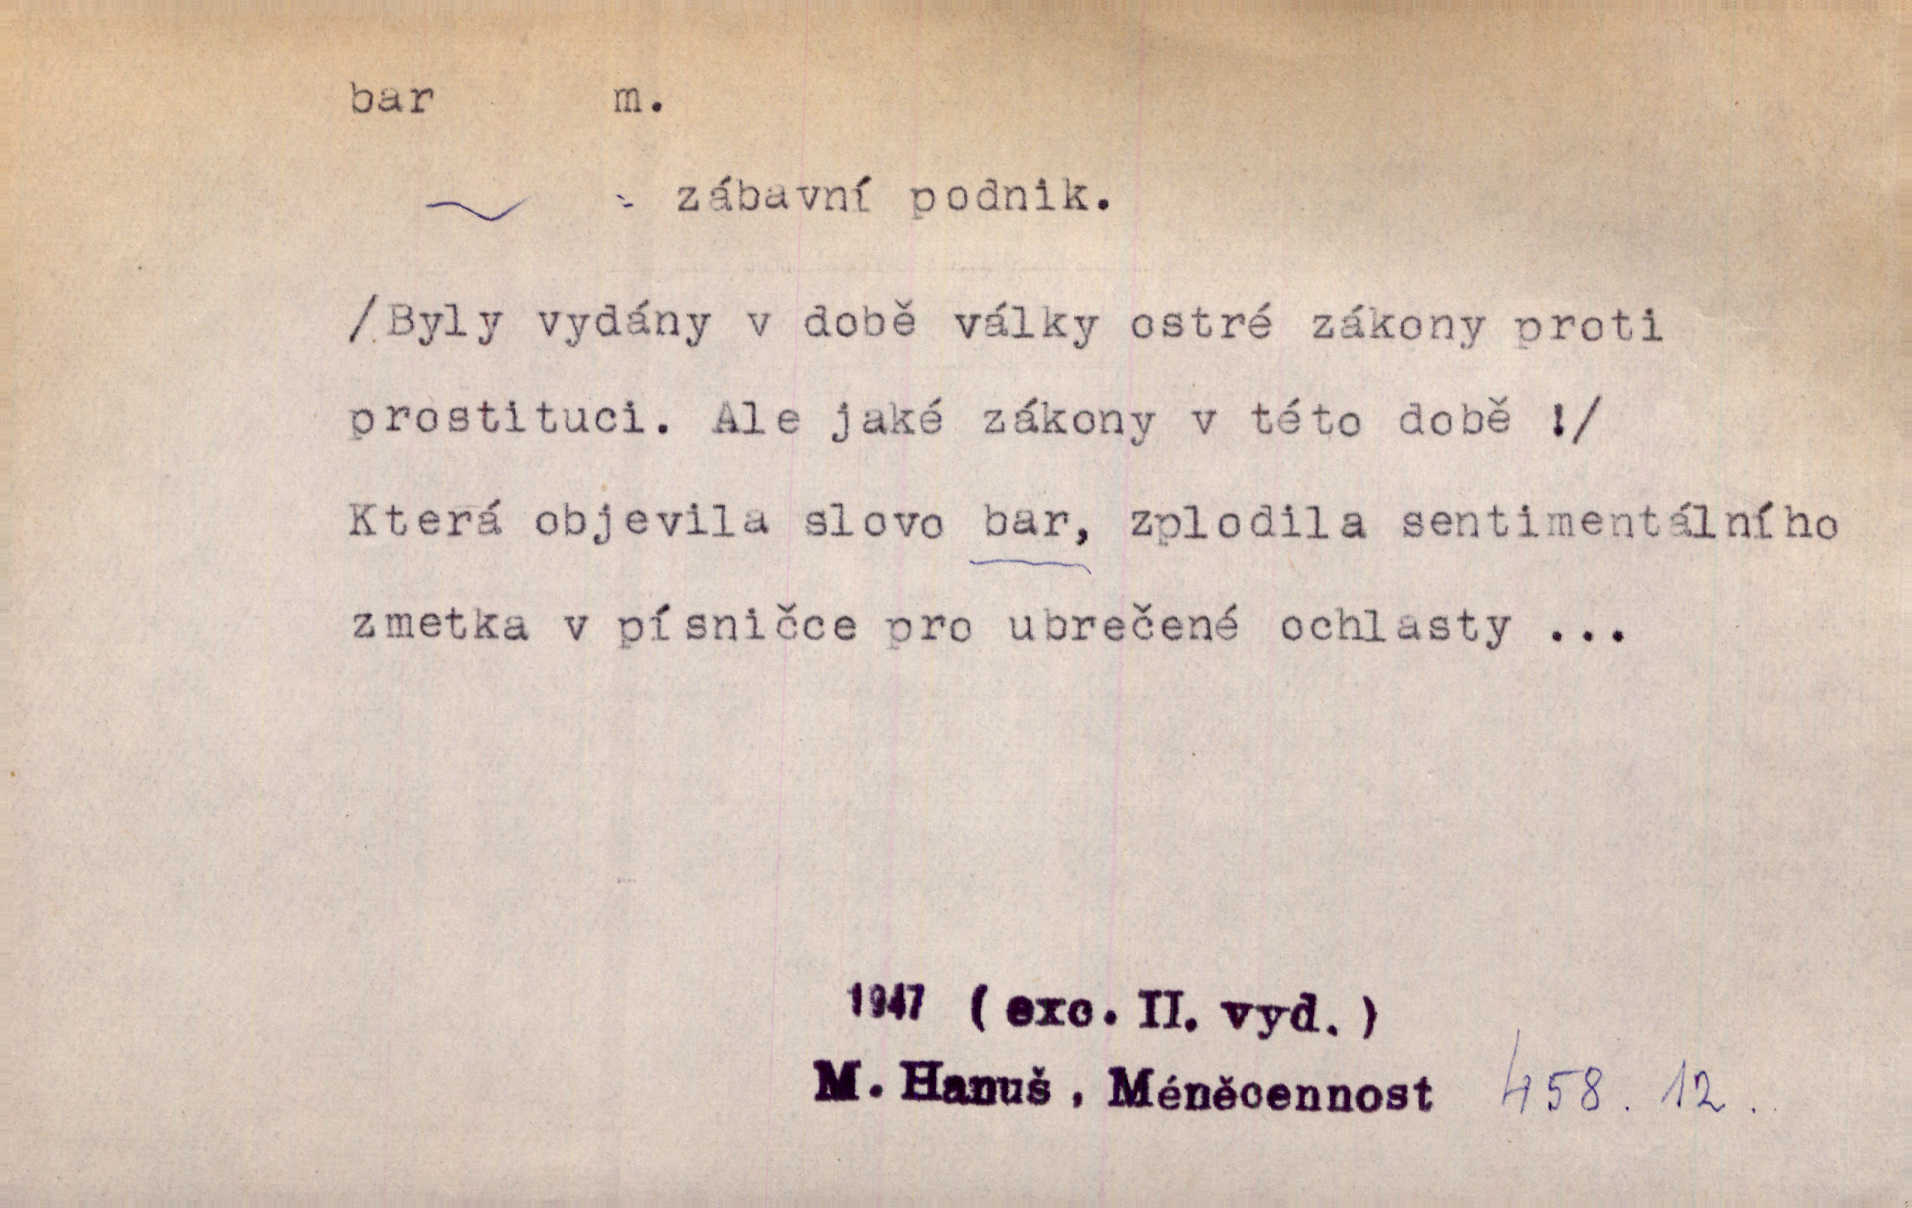 bar m.
~ : zábavní podnik.
/Byly vydány v době války ostré zákony proti
prostituci. Ale jaké zákony v této době !/
Která objevila slovo bar, zplodila sentimentálního
zmetka v písničce pro ubrečené ochlasty ...
1947 (exc. II. vyd.)
M. Hanuš, Méněcennost 458. 12.